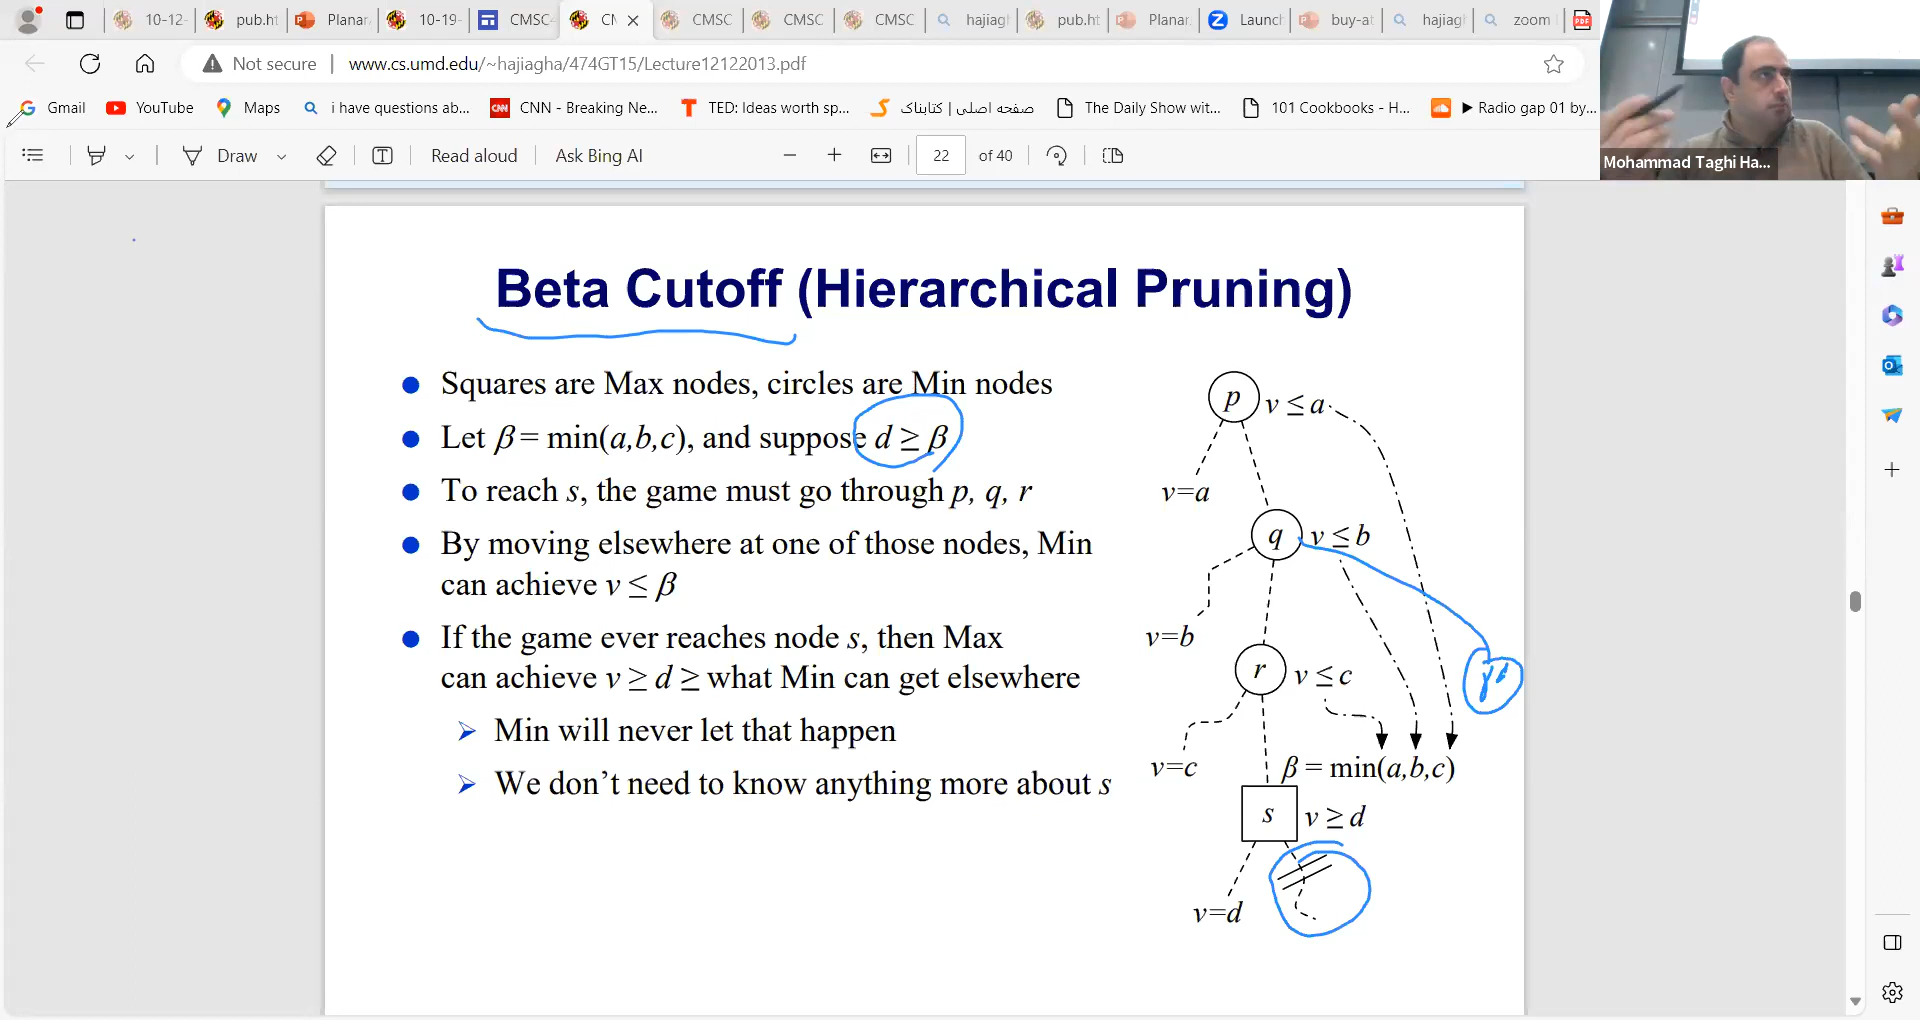 10-12-
pub.ht
Planar
10-19-
CMSC
CM
CMSC
CMSC
CMSC
hajiagh
pub.ht
Planar.
Launch
buy-at
hajiagh
zoom
Not secure
www.cs.umd.edu/~hajiagha/474GT15/Lecture12122013.pdf
Gmail
YouTube
Maps
i have questions ab...
CNN - Breaking Ne...
TED: Ideas worth sp...
صفحه اصلی | کتابناک
The Daily Show wit...
101 Cookbooks - H...
▶ Radio gap 01 by...
Draw
Read aloud
Ask Bing AI
22
of 40
Mohammad Taghi Ha...
Beta Cutoff (Hierarchical Pruning)
● Squares are Max nodes, circles are Min nodes
● Let β = min(a,b,c), and suppose d ≥ β
● To reach s, the game must go through p, q, r
● By moving elsewhere at one of those nodes, Min
can achieve v ≤ β
● If the game ever reaches node s, then Max
can achieve v ≥ d ≥ what Min can get elsewhere
➢ Min will never let that happen
➢ We don’t need to know anything more about s
p
v ≤ a
v=a
q
v ≤ b
v=b
r
v ≤ c
v=c
β = min(a,b,c)
s
v ≥ d
v=d